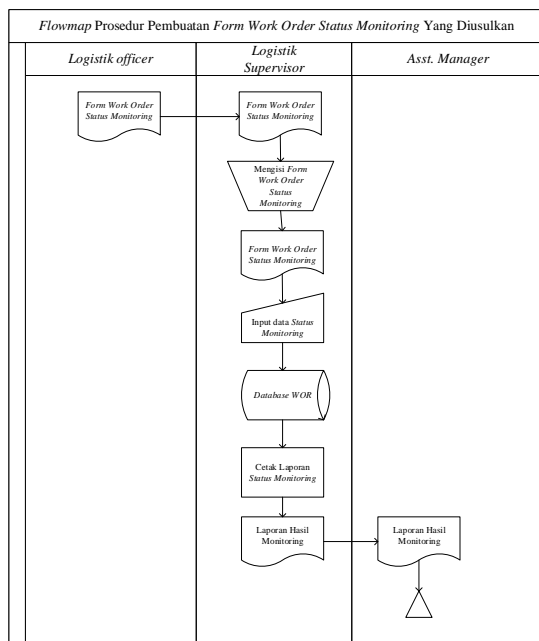 Flowmap Prosedur Pembuatan Form Work Order Status Monitoring Yang Diusulkan
Logistik officer
Logistik
Supervisor
Asst. Manager
Form Work Order
Status Monitoring
Form Work Order
Status Monitoring
Mengisi Form
Work Order
Status
Monitoring
Form Work Order
Status Monitoring
Input data Status
Monitoring
Database WOR
Cetak Laporan
Status Monitoring
Laporan Hasil
Monitoring
Laporan Hasil
Monitoring